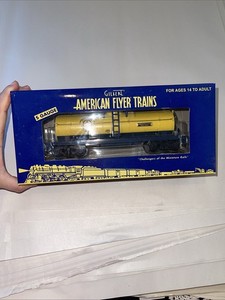 GILBERT
AMERICAN FLYER TRAINS
FOR AGES 14 TO ADULT
S GAUGE
"Challengers of the Miniature Rails"